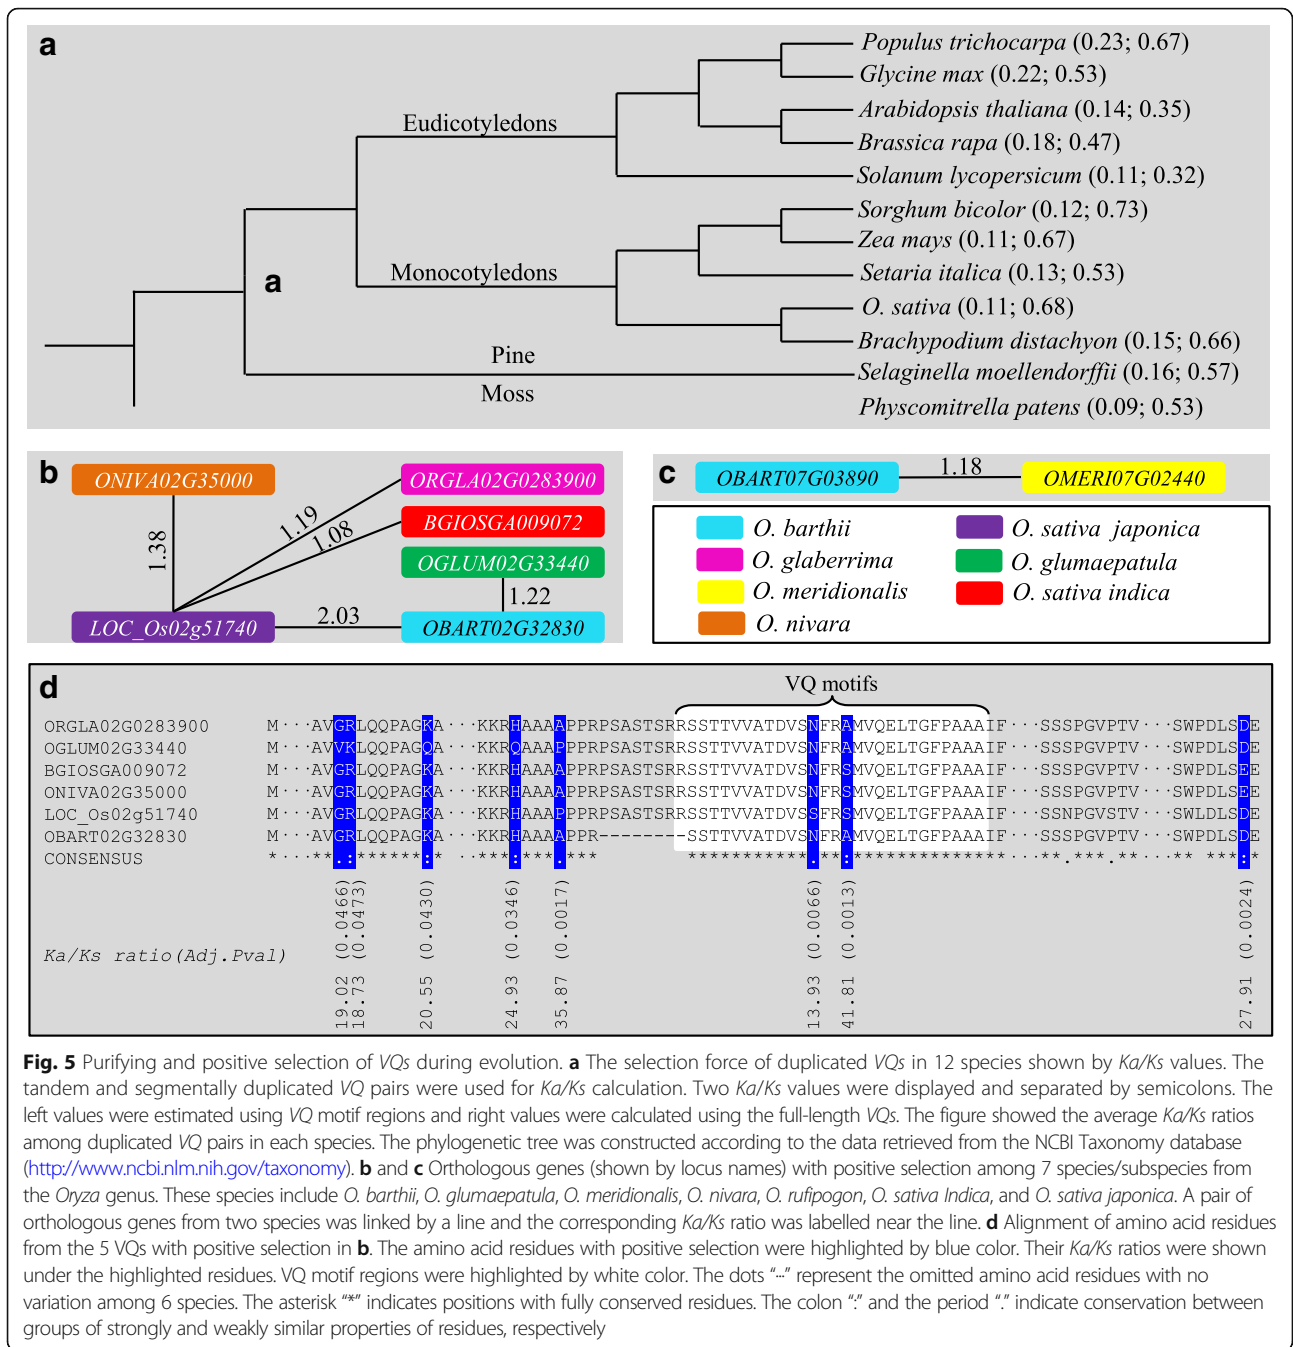 a
Populus trichocarpa (0.23; 0.67)
Glycine max (0.22; 0.53)
Arabidopsis thaliana (0.14; 0.35)
Eudicotyledons
Brassica rapa (0.18; 0.47)
Solanum lycopersicum (0.11; 0.32)
Sorghum bicolor (0.12; 0.73)
Zea mays (0.11; 0.67)
Monocotyledons
Setaria italica (0.13; 0.53)
a
O. sativa (0.11; 0.68)
Brachypodium distachyon (0.15; 0.66)
Pine
Selaginella moellendorffii (0.16; 0.57)
Moss
Physcomitrella patens (0.09; 0.53)
b
ONIVA02G35000
ORGLA02G0283900
1.19
BGIOSGA009072
1.08
1.38
OGLUM02G33440
1.22
LOC_Os02g51740
2.03
OBART02G32830
c
OBART07G03890
1.18
OMERI07G02440
O. barthii
O. sativa japonica
O. glaberrima
O. glumaepatula
O. meridionalis
O. sativa indica
O. nivara
d
VQ motifs
ORGLA02G0283900 M···AVGRLQQPAGKA···KKRHAAAAPPRPSASTSRRSSTTVVATDVSNFRAMVQELTGFPAAAIF···SSSPGVPTV···SWPDLSDE
OGLUM02G33440 M···AVVKLQQPAGQA···KKRQAAAPPPRPSASTSRRSSTTVVATDVSNFRAMVQELTGFPAAAIF···SSSPGVPTV···SWPDLSDE
BGIOSGA009072 M···AVGRLQQPAGKA···KKRHAAAAPPRPSASTSRRSSTTVVATDVSNFRSMVQELTGFPAAAIF···SSSPGVPTV···SWPDLSEE
ONIVA02G35000 M···AVGRLQQPAGKA···KKRHAAAAPPRPSASTSRRSSTTVVATDVSNFRSMVQELTGFPAAAIF···SSSPGVPTV···SWPDLSEE
LOC_Os02g51740 M···AVGRLQQPAGKA···KKRHAAAPPPRPSASTSRRSSTTVVATDVSSFRSMVQELTGFPAAAIF···SSNPGVSTV···SWLDLSDE
OBART02G32830 M···AVGRLQQPAGKA···KKRHAAAAPPR--------SSTTVVATDVSNFRAMVQELTGFPAAAIF···SSSPGVPTV···SWPDLSDE
CONSENSUS *···**.:*******:* ···***:***.*** ***********.**:****************···**.***.**···** ***:*
Ka/Ks ratio(Adj.Pval)
19.02 (0.0466)
18.73 (0.0473)
20.55 (0.0430)
24.93 (0.0346)
35.87 (0.0017)
13.93 (0.0066)
41.81 (0.0013)
27.91 (0.0024)
Fig. 5 Purifying and positive selection of VQs during evolution. a The selection force of duplicated VQs in 12 species shown by Ka/Ks values. The
tandem and segmentally duplicated VQ pairs were used for Ka/Ks calculation. Two Ka/Ks values were displayed and separated by semicolons. The
left values were estimated using VQ motif regions and right values were calculated using the full-length VQs. The figure showed the average Ka/Ks ratios
among duplicated VQ pairs in each species. The phylogenetic tree was constructed according to the data retrieved from the NCBI Taxonomy database
(http://www.ncbi.nlm.nih.gov/taxonomy). b and c Orthologous genes (shown by locus names) with positive selection among 7 species/subspecies from
the Oryza genus. These species include O. barthii, O. glumaepatula, O. meridionalis, O. nivara, O. rufipogon, O. sativa Indica, and O. sativa japonica. A pair of
orthologous genes from two species was linked by a line and the corresponding Ka/Ks ratio was labelled near the line. d Alignment of amino acid residues
from the 5 VQs with positive selection in b. The amino acid residues with positive selection were highlighted by blue color. Their Ka/Ks ratios were shown
under the highlighted residues. VQ motif regions were highlighted by white color. The dots “···” represent the omitted amino acid residues with no
variation among 6 species. The asterisk “*” indicates positions with fully conserved residues. The colon “:” and the period “.” indicate conservation between
groups of strongly and weakly similar properties of residues, respectively